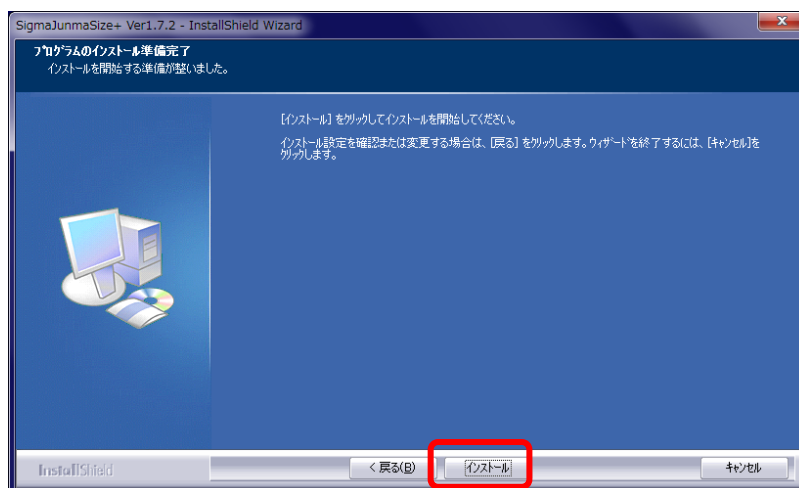 SigmaJunmaSize+ Ver1.7.2 - InstallShield Wizard
プログラムのインストール準備完了
インストールを開始する準備が整いました。
[インストール] をクリックしてインストールを開始してください。
インストール設定を確認または変更する場合は、[戻る] をクリックします。ウィザードを終了するには、[キャンセル]を
クリックします。
InstallShield
< 戻る(B)
インストール
キャンセル